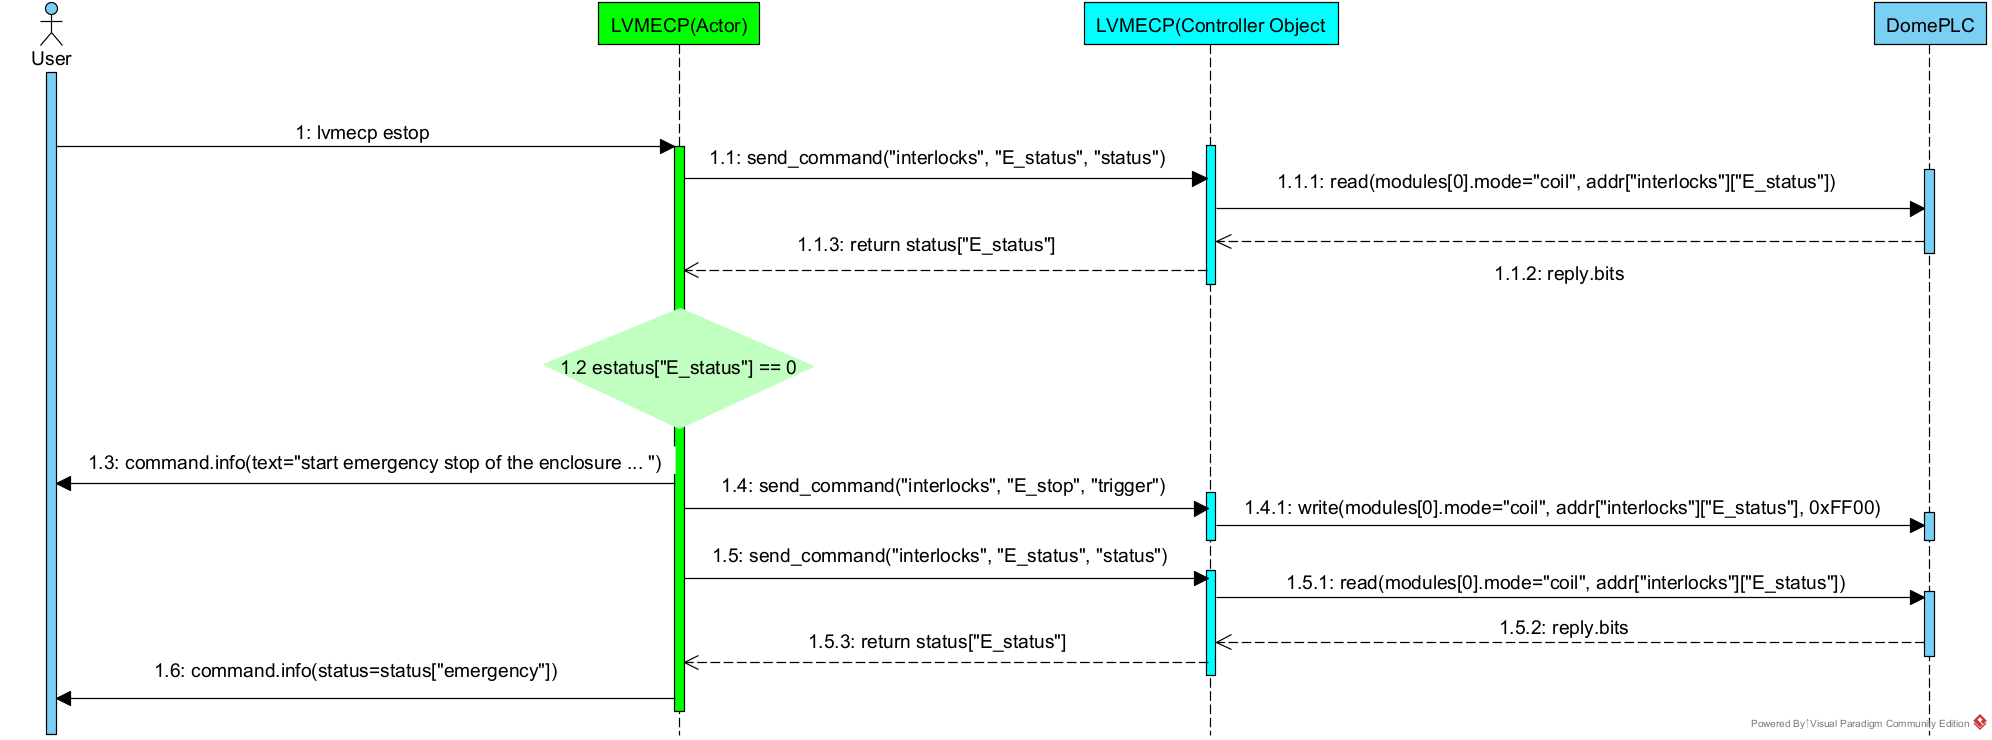 User
LVMECP(Actor)
LVMECP(Controller Object
DomePLC
1: lvmecp estop
1.1: send_command("interlocks", "E_status", "status")
1.1.1: read(modules[0].mode="coil", addr["interlocks"]["E_status"])
1.1.3: return status["E_status"]
1.1.2: reply.bits
1.2 estatus["E_status"] == 0
1.3: command.info(text="start emergency stop of the enclosure ... ")
1.4: send_command("interlocks", "E_stop", "trigger")
1.4.1: write(modules[0].mode="coil", addr["interlocks"]["E_status"], 0xFF00)
1.5: send_command("interlocks", "E_status", "status")
1.5.1: read(modules[0].mode="coil", addr["interlocks"]["E_status"])
1.5.2: reply.bits
1.5.3: return status["E_status"]
1.6: command.info(status=status["emergency"])
Powered By Visual Paradigm Community Edition